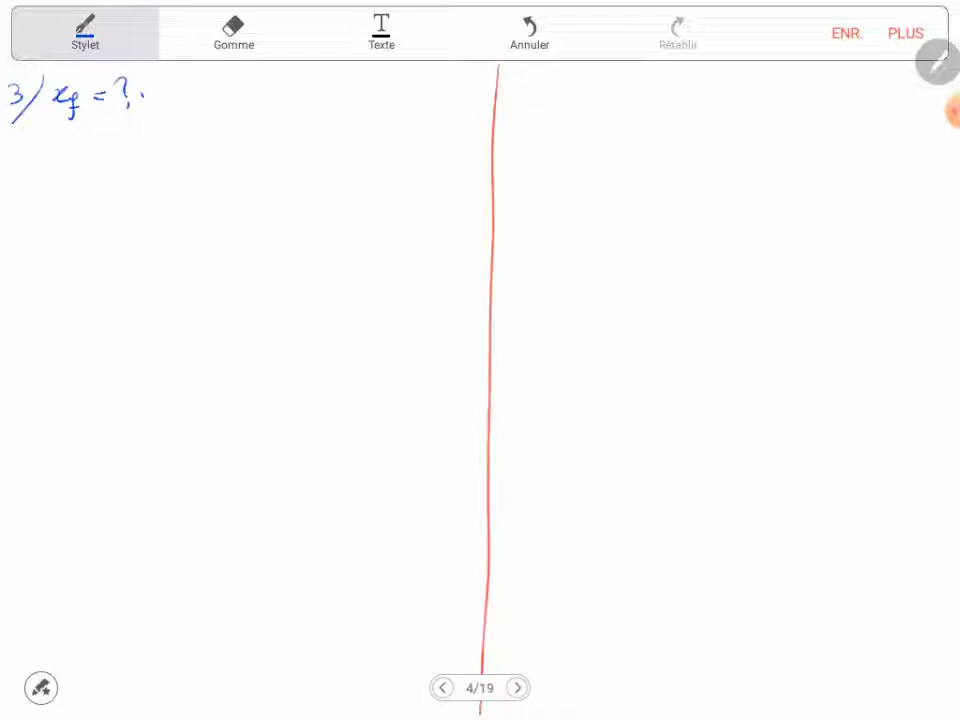 Stylet
Gomme
Texte
Annuler
Rétablir
ENR.
PLUS
3/ xf = ?.
4/19